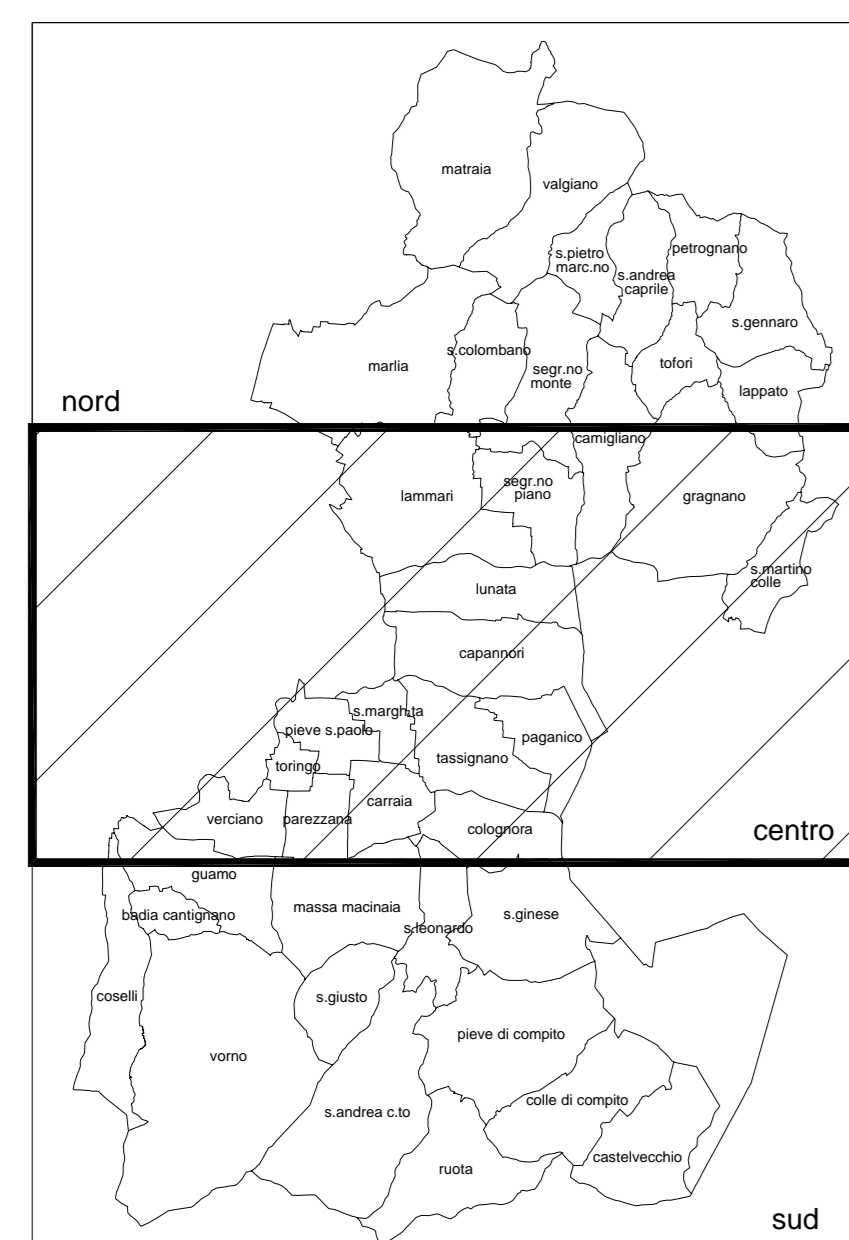 matraia
valgiano
s.pietro
marc.no
s.andrea
caprile
petrognano
s.gennaro
s.colombano
marlia
segr.no
monte
tofori
lappato
nord
camigliano
lammari
segr.no
piano
gragnano
s.martino
colle
lunata
capannori
s.margh.ta
pieve s.paolo
paganico
toringo
tassignano
carraia
verciano
parezzana
colognora
centro
guamo
badia cantignano
massa macinaia
s.leonardo
s.ginese
coselli
s.giusto
vorno
pieve di compito
s.andrea c.to
colle di compito
castelvecchio
ruota
sud